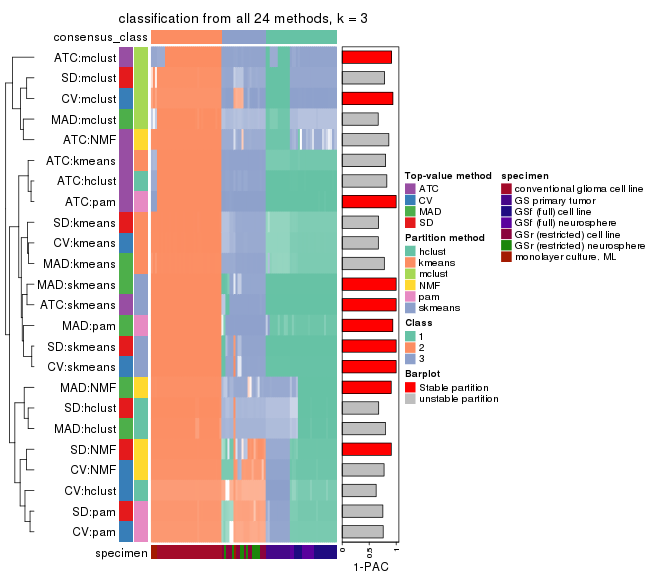 classification from all 24 methods, k = 3
consensus_class
ATC:mclust
SD:mclust
CV:mclust
MAD:mclust
ATC:NMF
ATC:kmeans
ATC:hclust
ATC:pam
SD:kmeans
CV:kmeans
MAD:kmeans
MAD:skmeans
ATC:skmeans
MAD:pam
SD:skmeans
CV:skmeans
MAD:NMF
SD:hclust
MAD:hclust
SD:NMF
CV:NMF
CV:hclust
SD:pam
CV:pam
specimen
0
0.5
1
1-PAC
Top-value method
ATC
CV
MAD
SD
Partition method
hclust
kmeans
mclust
NMF
pam
skmeans
Class
1
2
3
Barplot
Stable partition
unstable partition
specimen
conventional glioma cell line
GS primary tumor
GSf (full) cell line
GSf (full) neurosphere
GSr (restricted) cell line
GSr (restricted) neurosphere
monolayer culture. ML